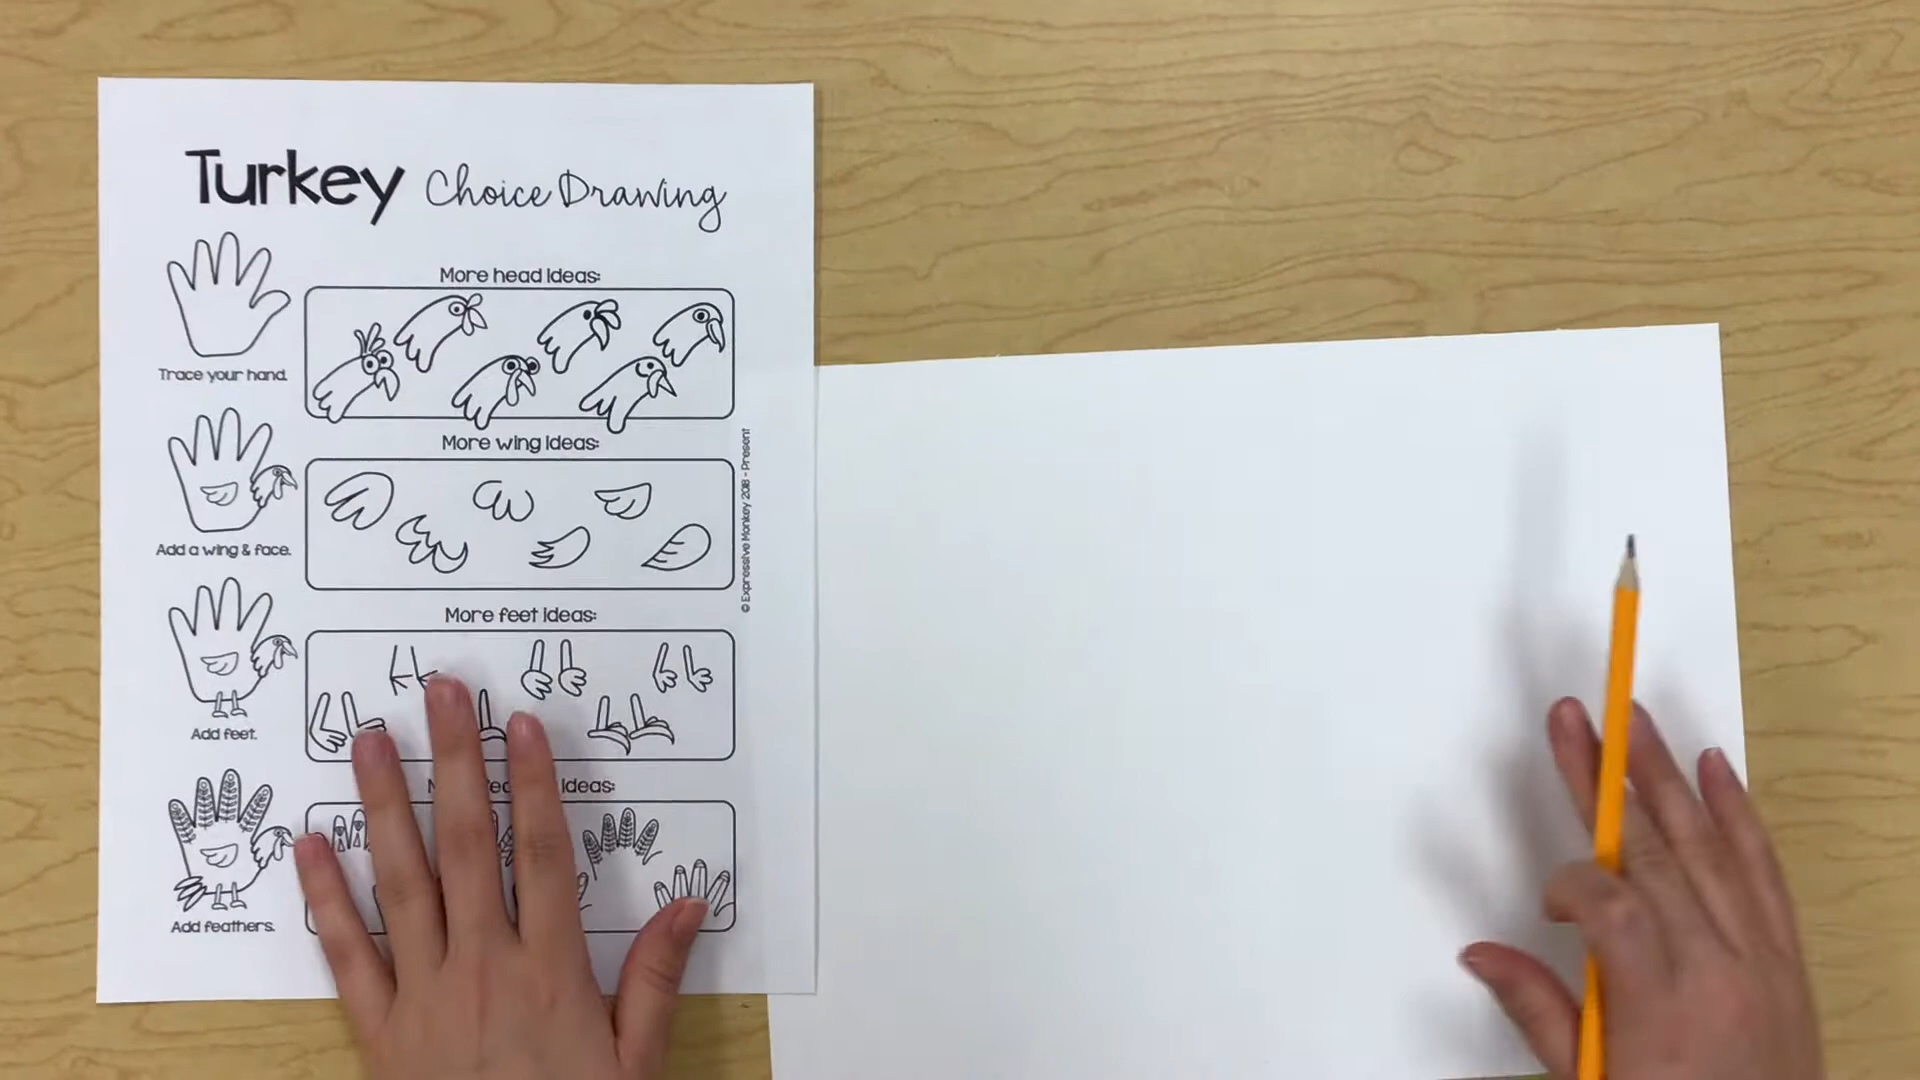 Turkey Choice Drawing
Trace your hand.
Add a wing & face.
Add feet.
Add feathers.
More head ideas:
More wing ideas:
More feet ideas:
ideas:
© Expressive Monkey 2018 - Present